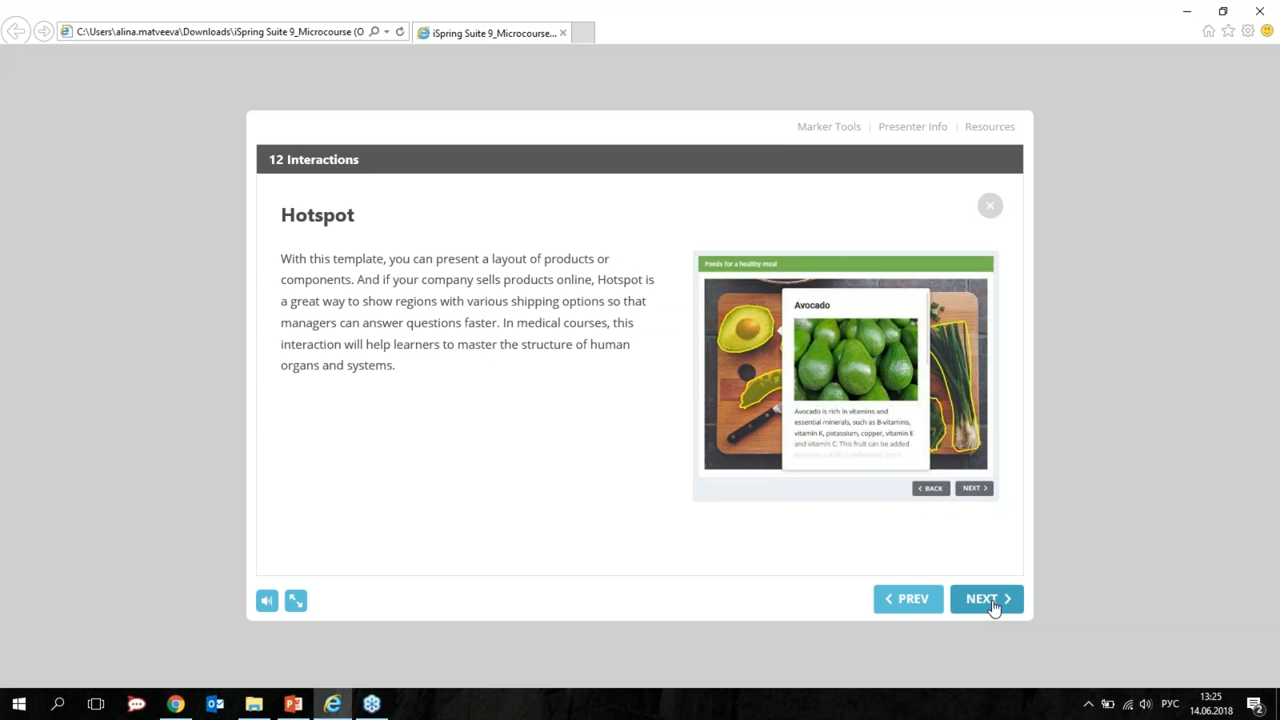 C:\Users\alina.matveeva\Downloads\iSpring Suite 9_Microcourse (O
iSpring Suite 9_Microcourse...
Marker Tools | Presenter Info | Resources
12 Interactions
Hotspot
With this template, you can present a layout of products or
components. And if your company sells products online, Hotspot is
a great way to show regions with various shipping options so that
managers can answer questions faster. In medical courses, this
interaction will help learners to master the structure of human
organs and systems.
Foods for a healthy meal
Avocado
Avocado is rich in vitamins and
essential minerals, such as B-vitamins,
vitamin K, potassium, copper, vitamin E
and vitamin C. This fruit can be added
BACK NEXT
PREV NEXT
РУС
13:25
14.06.2018
2